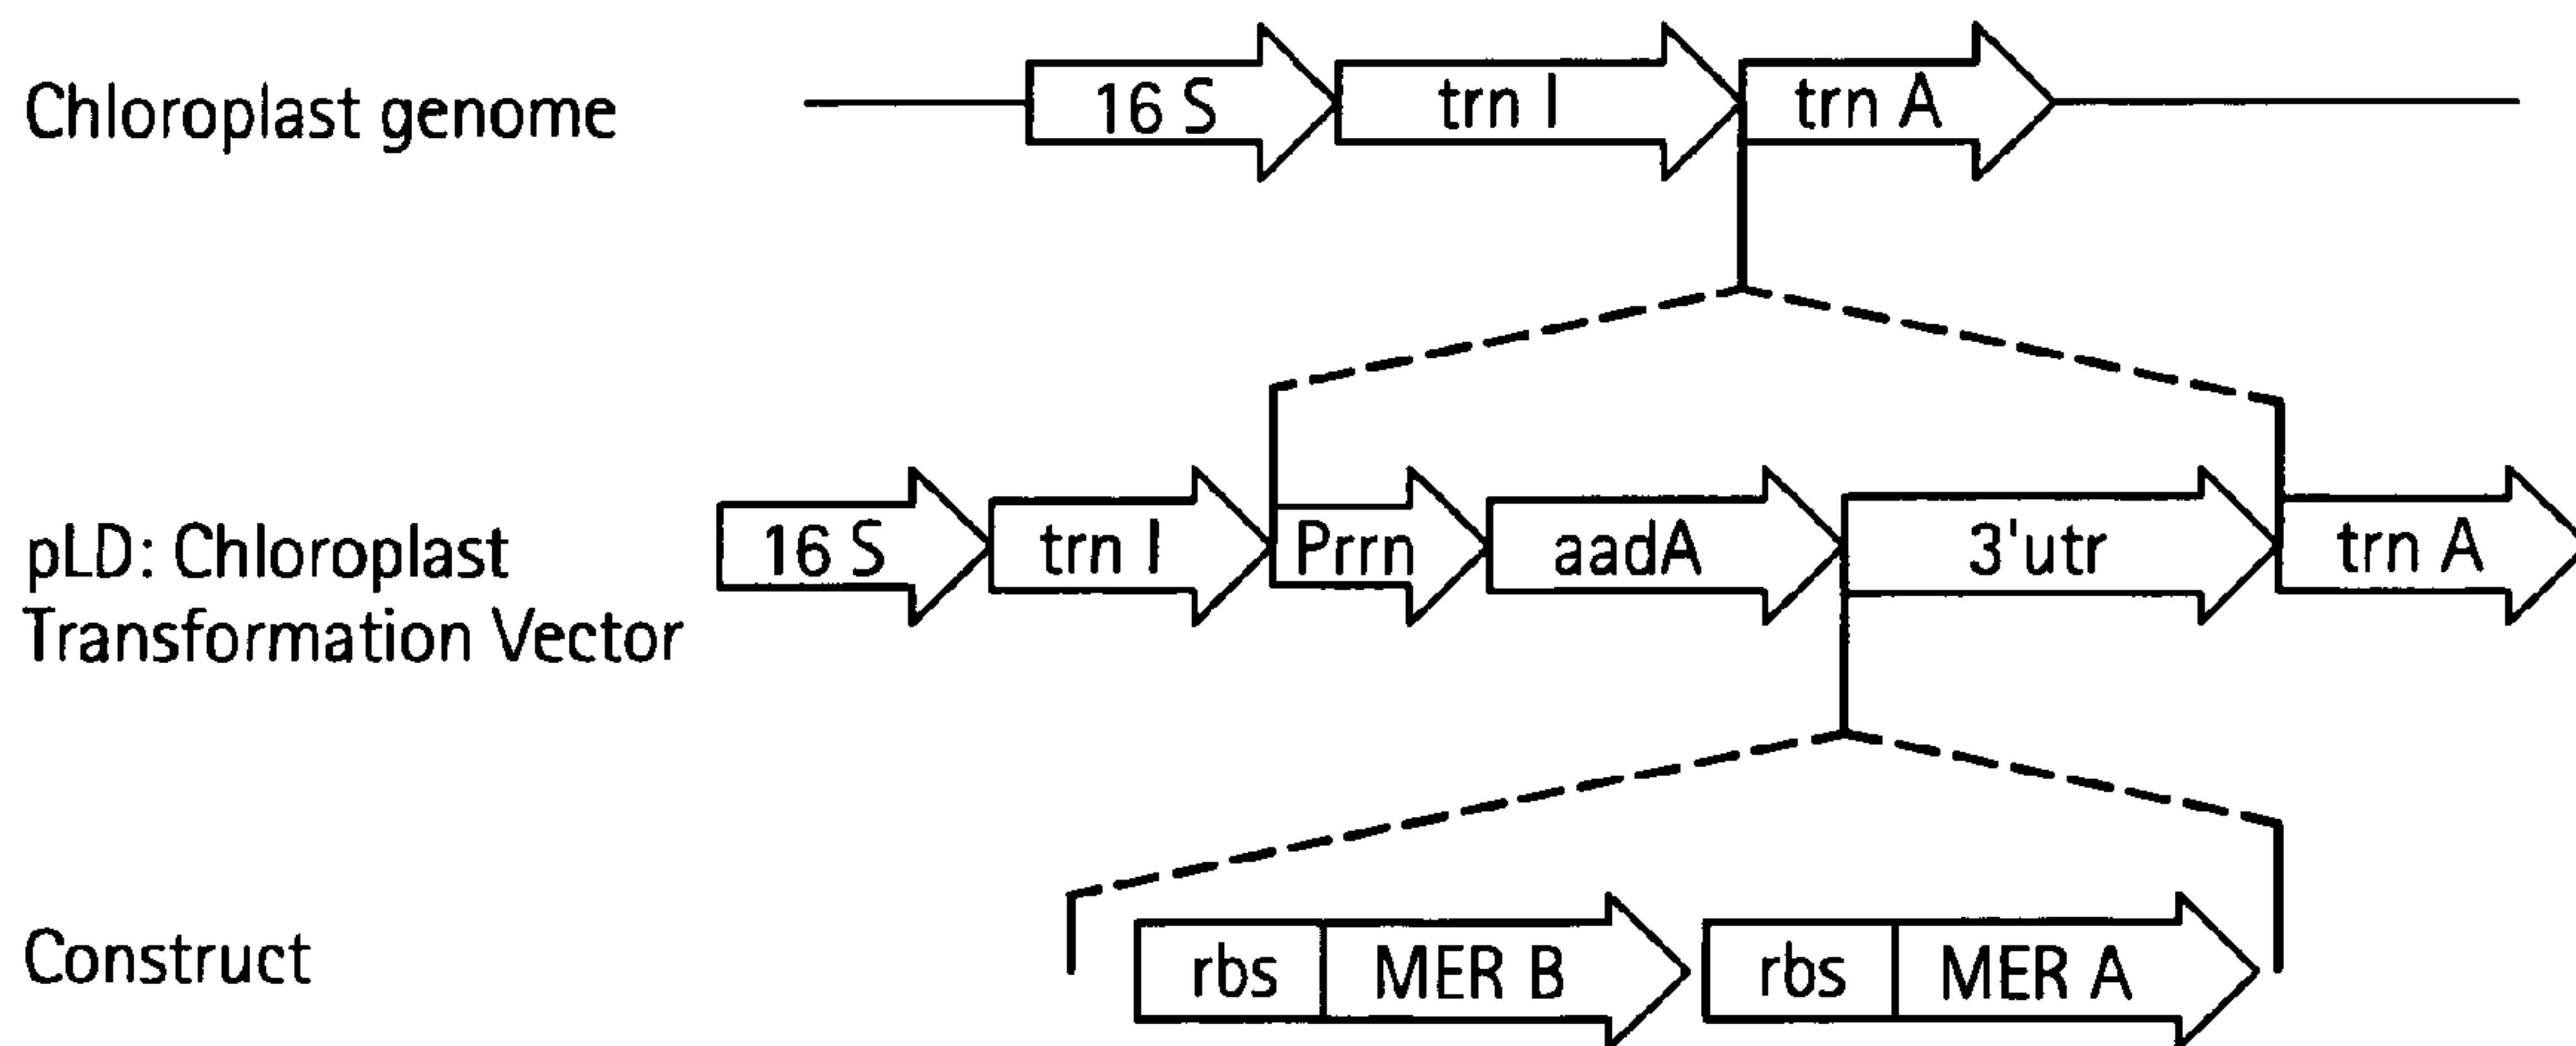 Chloroplast genome
16 S trn I trn A
pLD: Chloroplast
Transformation Vector
16 S trn I Prrn aadA 3'utr trn A
Construct
rbs MER B rbs MER A